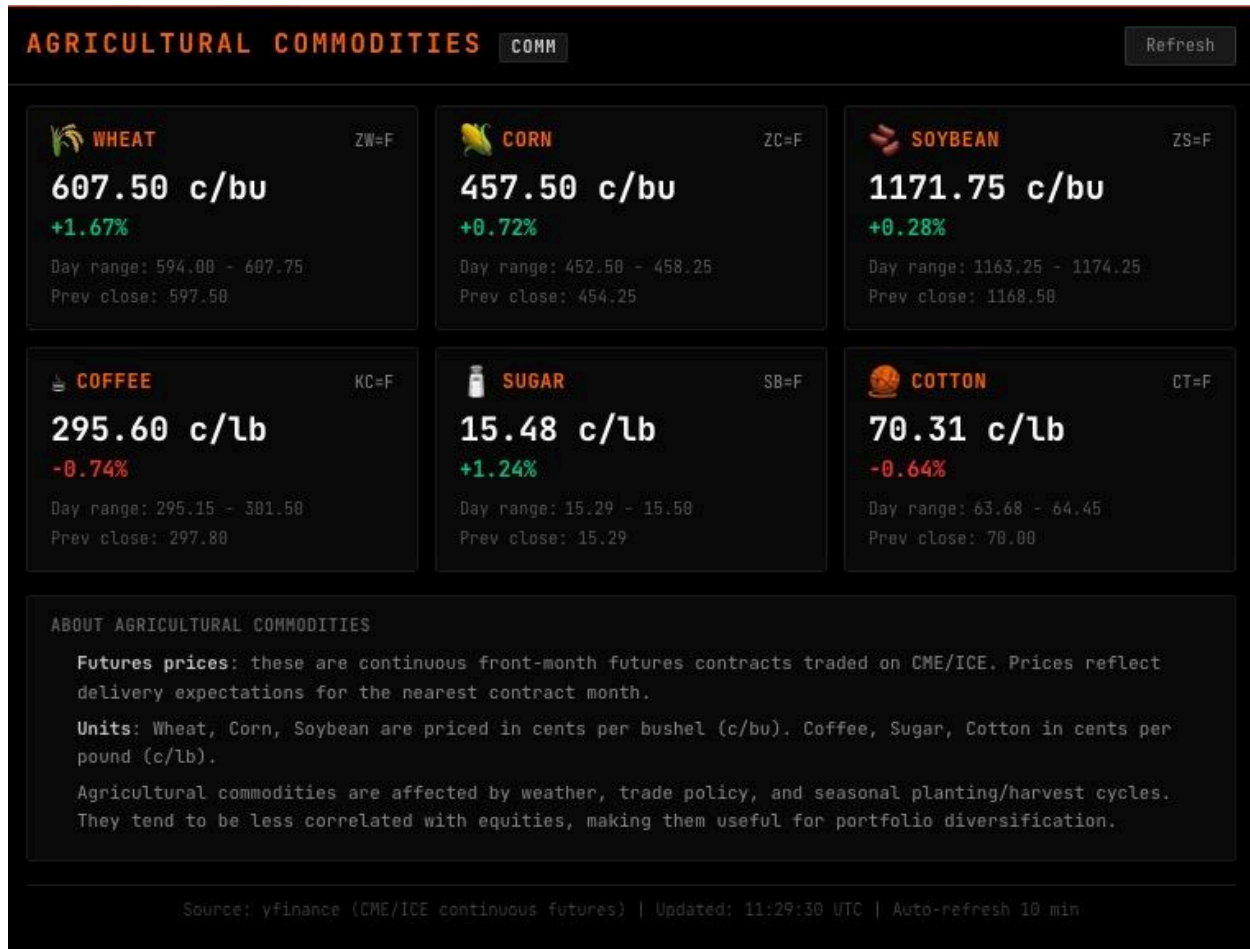 AGRICULTURAL COMMODITIES COMM
Refresh
WHEAT ZW=F
607.50 c/bu
+1.67%
Day range: 594.00 - 607.75
Prev close: 597.50
CORN ZC=F
457.50 c/bu
+0.72%
Day range: 452.50 - 458.25
Prev close: 454.25
SOYBEAN ZS=F
1171.75 c/bu
+0.28%
Day range: 1163.25 - 1174.25
Prev close: 1168.50
COFFEE KC=F
295.60 c/lb
-0.74%
Day range: 295.15 - 301.50
Prev close: 297.80
SUGAR SB=F
15.48 c/lb
+1.24%
Day range: 15.29 - 15.50
Prev close: 15.29
COTTON CT=F
70.31 c/lb
-0.64%
Day range: 63.68 - 64.45
Prev close: 70.00
ABOUT AGRICULTURAL COMMODITIES
Futures prices: these are continuous front-month futures contracts traded on CME/ICE. Prices reflect
delivery expectations for the nearest contract month.
Units: Wheat, Corn, Soybean are priced in cents per bushel (c/bu). Coffee, Sugar, Cotton in cents per
pound (c/lb).
Agricultural commodities are affected by weather, trade policy, and seasonal planting/harvest cycles.
They tend to be less correlated with equities, making them useful for portfolio diversification.
Source: yfinance (CME/ICE continuous futures) | Updated: 11:29:30 UTC | Auto-refresh 10 min